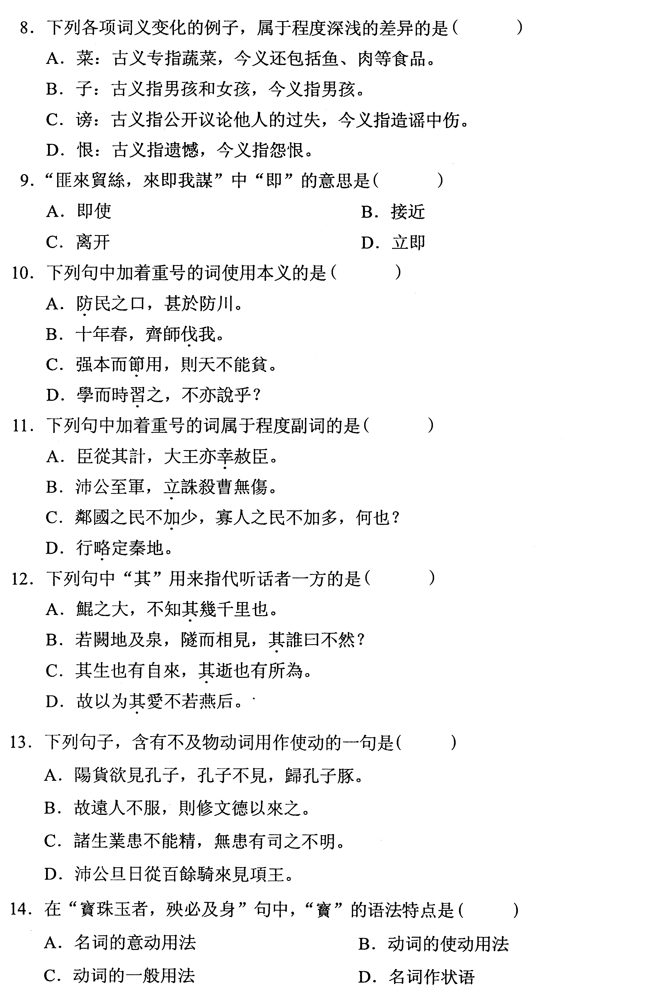 8. 下列各项词义变化的例子，属于程度深浅的差异的是(　　　)
A. 菜：古义专指蔬菜，今义还包括鱼、肉等食品。
B. 子：古义指男孩和女孩，今义指男孩。
C. 谤：古义指公开议论他人的过失，今义指造谣中伤。
D. 恨：古义指遗憾，今义指怨恨。
9. “匪來貿絲，來即我謀”中“即”的意思是(　　　)
A. 即使　　　B. 接近
C. 离开　　　D. 立即
10. 下列句中加着重号的词使用本义的是(　　　)
A. 防民之口，甚於防川。
B. 十年春，齊師伐我。
C. 强本而節用，則天不能貧。
D. 學而時習之，不亦說乎？
11. 下列句中加着重号的词属于程度副词的是(　　　)
A. 臣從其計，大王亦幸赦臣。
B. 沛公至軍，立誅殺曹無傷。
C. 鄰國之民不加少，寡人之民不加多，何也？
D. 行略定秦地。
12. 下列句中“其”用来指代听话者一方的是(　　　)
A. 鯤之大，不知其幾千里也。
B. 若闕地及泉，隧而相見，其誰曰不然？
C. 其生也有自來，其逝也有所為。
D. 故以为其愛不若燕后。
13. 下列句子，含有不及物动词用作使动的一句是(　　　)
A. 陽貨欲見孔子，孔子不見，歸孔子豚。
B. 故遠人不服，則修文德以來之。
C. 諸生業患不能精，無患有司之不明。
D. 沛公旦日從百餘騎來見項王。
14. 在“寳珠玉者，殃必及身”句中，“寳”的语法特点是(　　　)
A. 名词的意动用法　　　B. 动词的使动用法
C. 动词的一般用法　　　D. 名词作状语